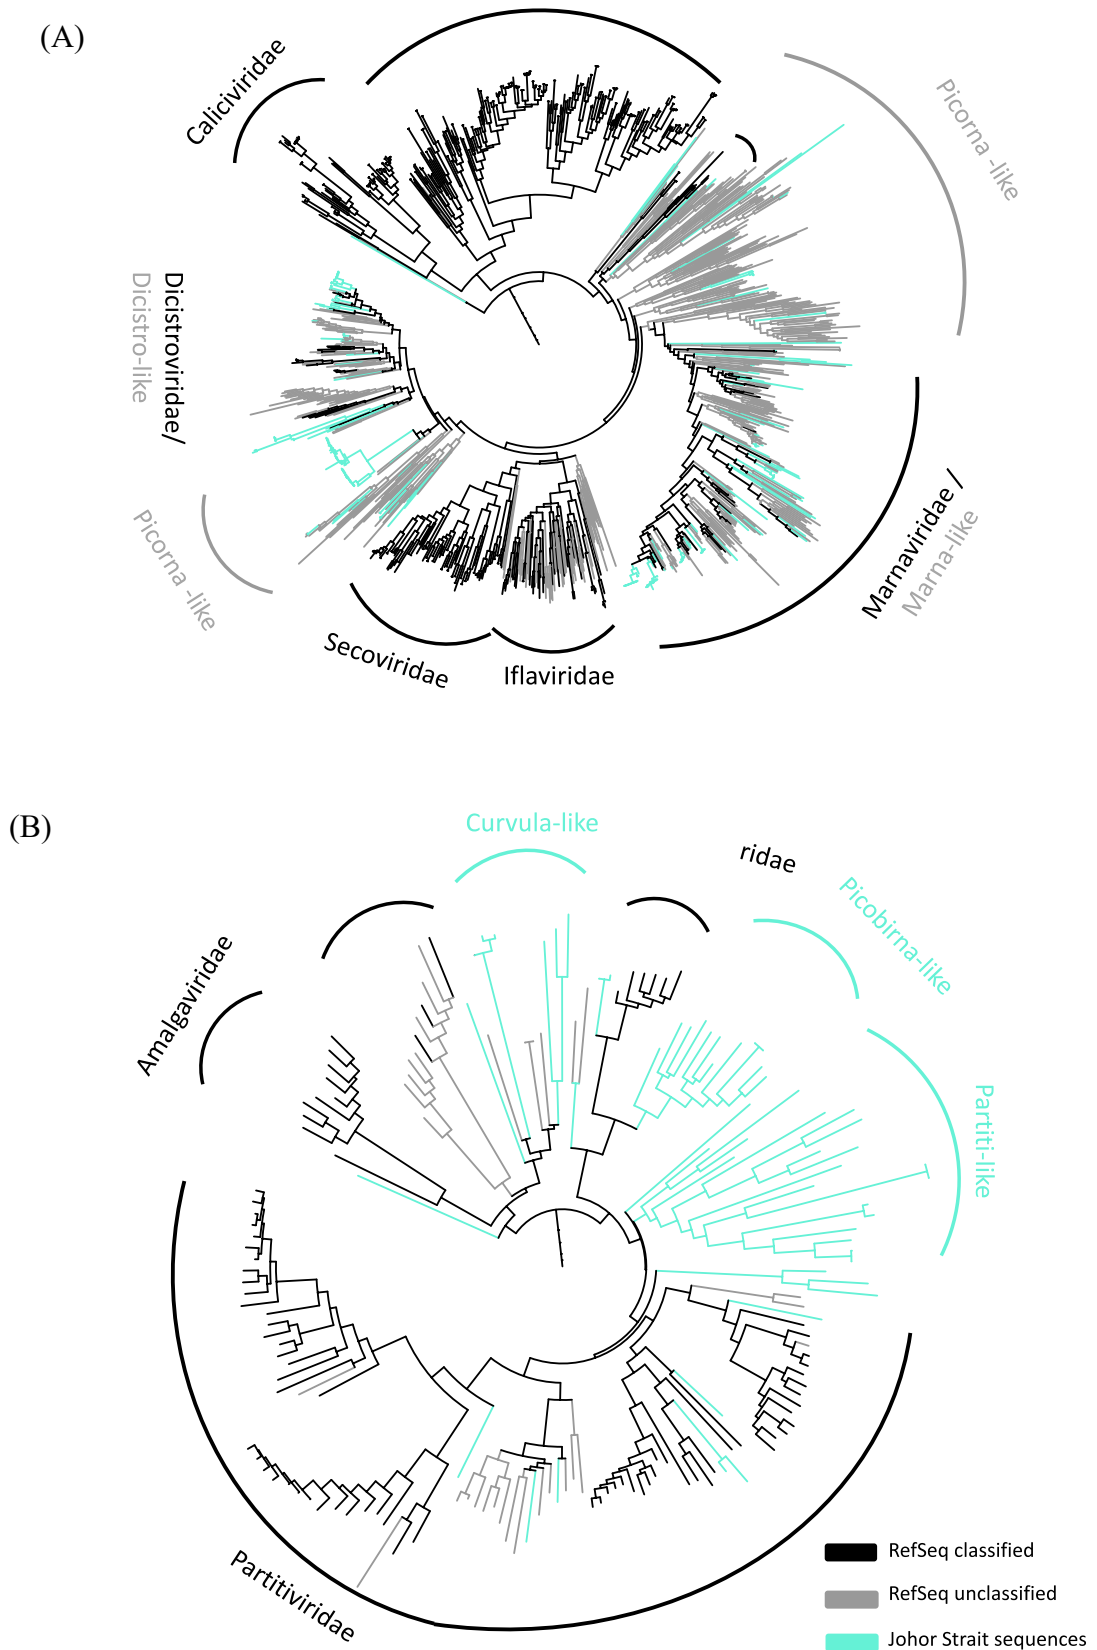 (A)
Caliciviridae
Picorna -like
Dicistroviridae/
Dicistro-like
Picorna -like
Secoviridae
Iflaviridae
Marnaviridae /
Marna-like
(B)
Curvula-like
ridae
Picobirna-like
Amalgaviridae
Partiti-like
Partitiviridae
RefSeq classified
RefSeq unclassified
Johor Strait sequences